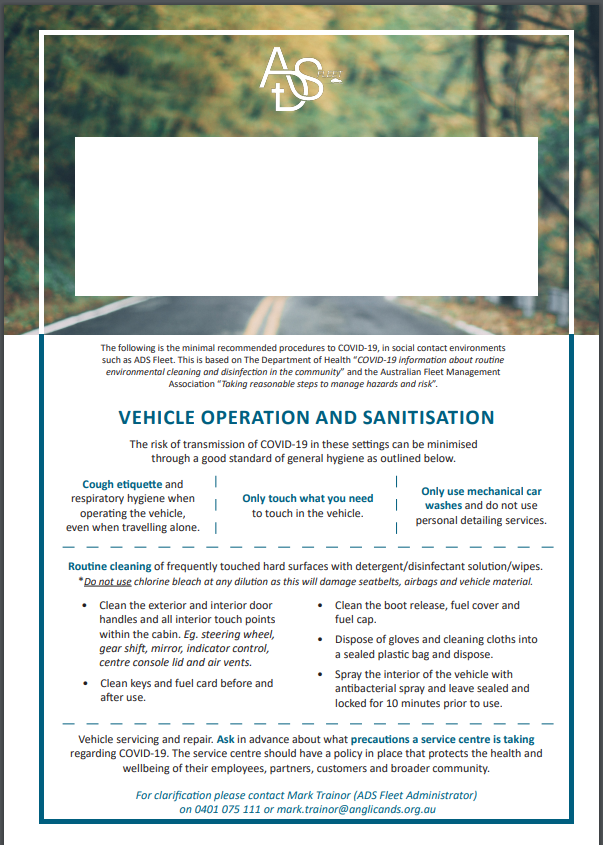 ADS
The following is the minimal recommended procedures to COVID-19, in social contact environments
such as ADS Fleet. This is based on The Department of Health “COVID-19 information about routine
environmental cleaning and disinfection in the community” and the Australian Fleet Management
Association “Taking reasonable steps to manage hazards and risk”.
VEHICLE OPERATION AND SANITISATION
The risk of transmission of COVID-19 in these settings can be minimised
through a good standard of general hygiene as outlined below.
Cough etiquette and
respiratory hygiene when
operating the vehicle,
even when travelling alone.
Only touch what you need
to touch in the vehicle.
Only use mechanical car
washes and do not use
personal detailing services.
Routine cleaning of frequently touched hard surfaces with detergent/disinfectant solution/wipes.
*Do not use chlorine bleach at any dilution as this will damage seatbelts, airbags and vehicle material.
• Clean the exterior and interior door
handles and all interior touch points
within the cabin. Eg. steering wheel,
gear shift, mirror, indicator control,
centre console lid and air vents.
• Clean keys and fuel card before and
after use.
• Clean the boot release, fuel cover and
fuel cap.
• Dispose of gloves and cleaning cloths into
a sealed plastic bag and dispose.
• Spray the interior of the vehicle with
antibacterial spray and leave sealed and
locked for 10 minutes prior to use.
Vehicle servicing and repair. Ask in advance about what precautions a service centre is taking
regarding COVID-19. The service centre should have a policy in place that protects the health and
wellbeing of their employees, partners, customers and broader community.
For clarification please contact Mark Trainor (ADS Fleet Administrator)
on 0401 075 111 or mark.trainor@anglicands.org.au